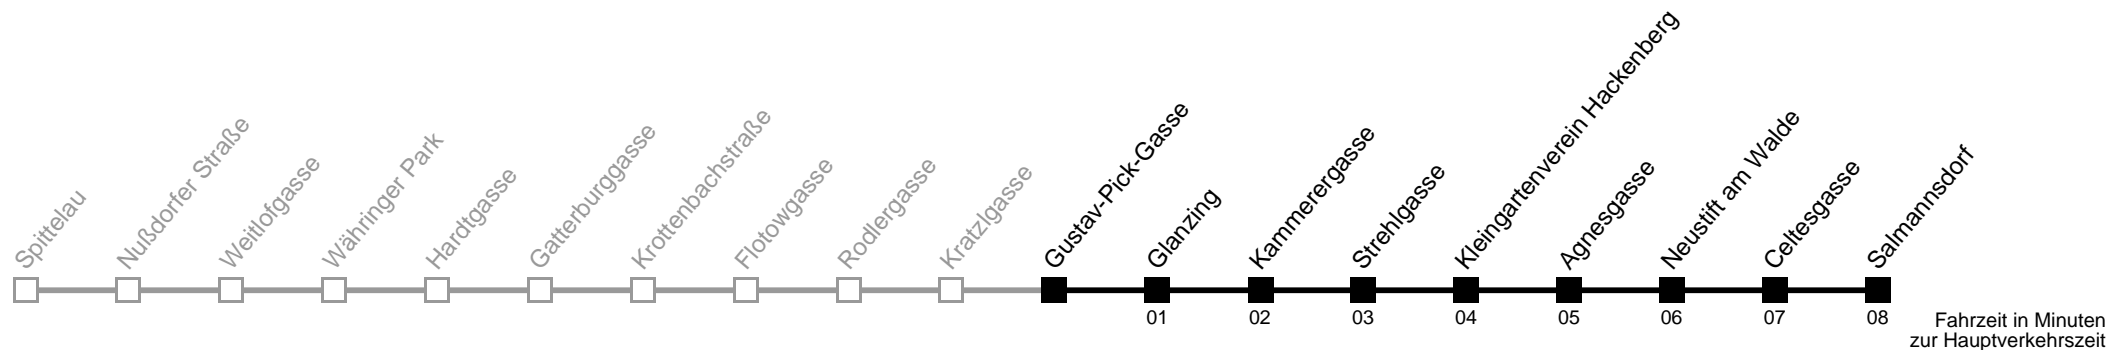 Spittelau
Nußdorfer Straße
Weitlofgasse
Währinger Park
Hardtgasse
Gatterburggasse
Krottenbachstraße
Flotowgasse
Rodlergasse
Kratzlgasse
Gustav-Pick-Gasse
Glanzing
Kammerergasse
Strehlgasse
Kleingartenverein Hackenberg
Agnesgasse
Neustift am Walde
Celtesgasse
Salmannsdorf
01 02 03 04 05 06 07 08
Fahrzeit in Minuten
zur Hauptverkehrszeit